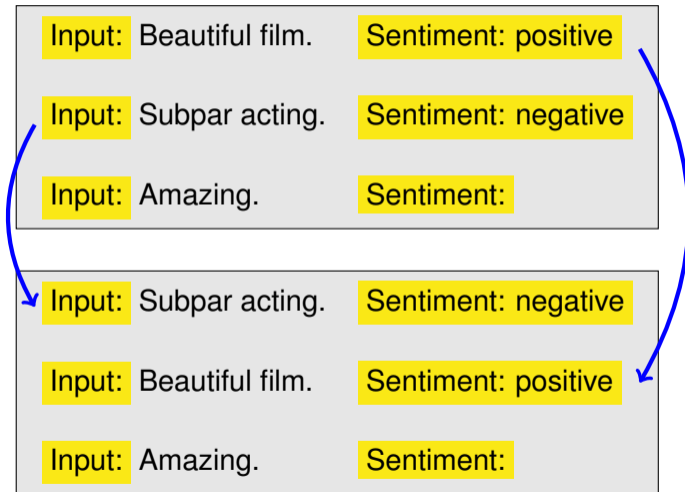 Input: Beautiful film. Sentiment: positive
Input: Subpar acting. Sentiment: negative
Input: Amazing. Sentiment:
Input: Subpar acting. Sentiment: negative
Input: Beautiful film. Sentiment: positive
Input: Amazing. Sentiment: